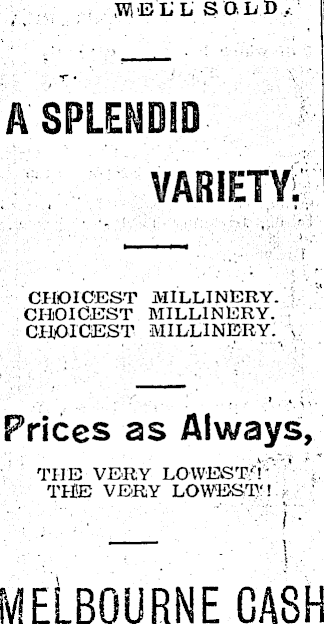 WELL SOLD.
A SPLENDID
VARIETY.
CHOICEST MILLINERY.
CHOICEST MILLINERY.
CHOICEST MILLINERY.
Prices as Always,
THE VERY LOWEST!
THE VERY LOWEST!
MELBOURNE CASH